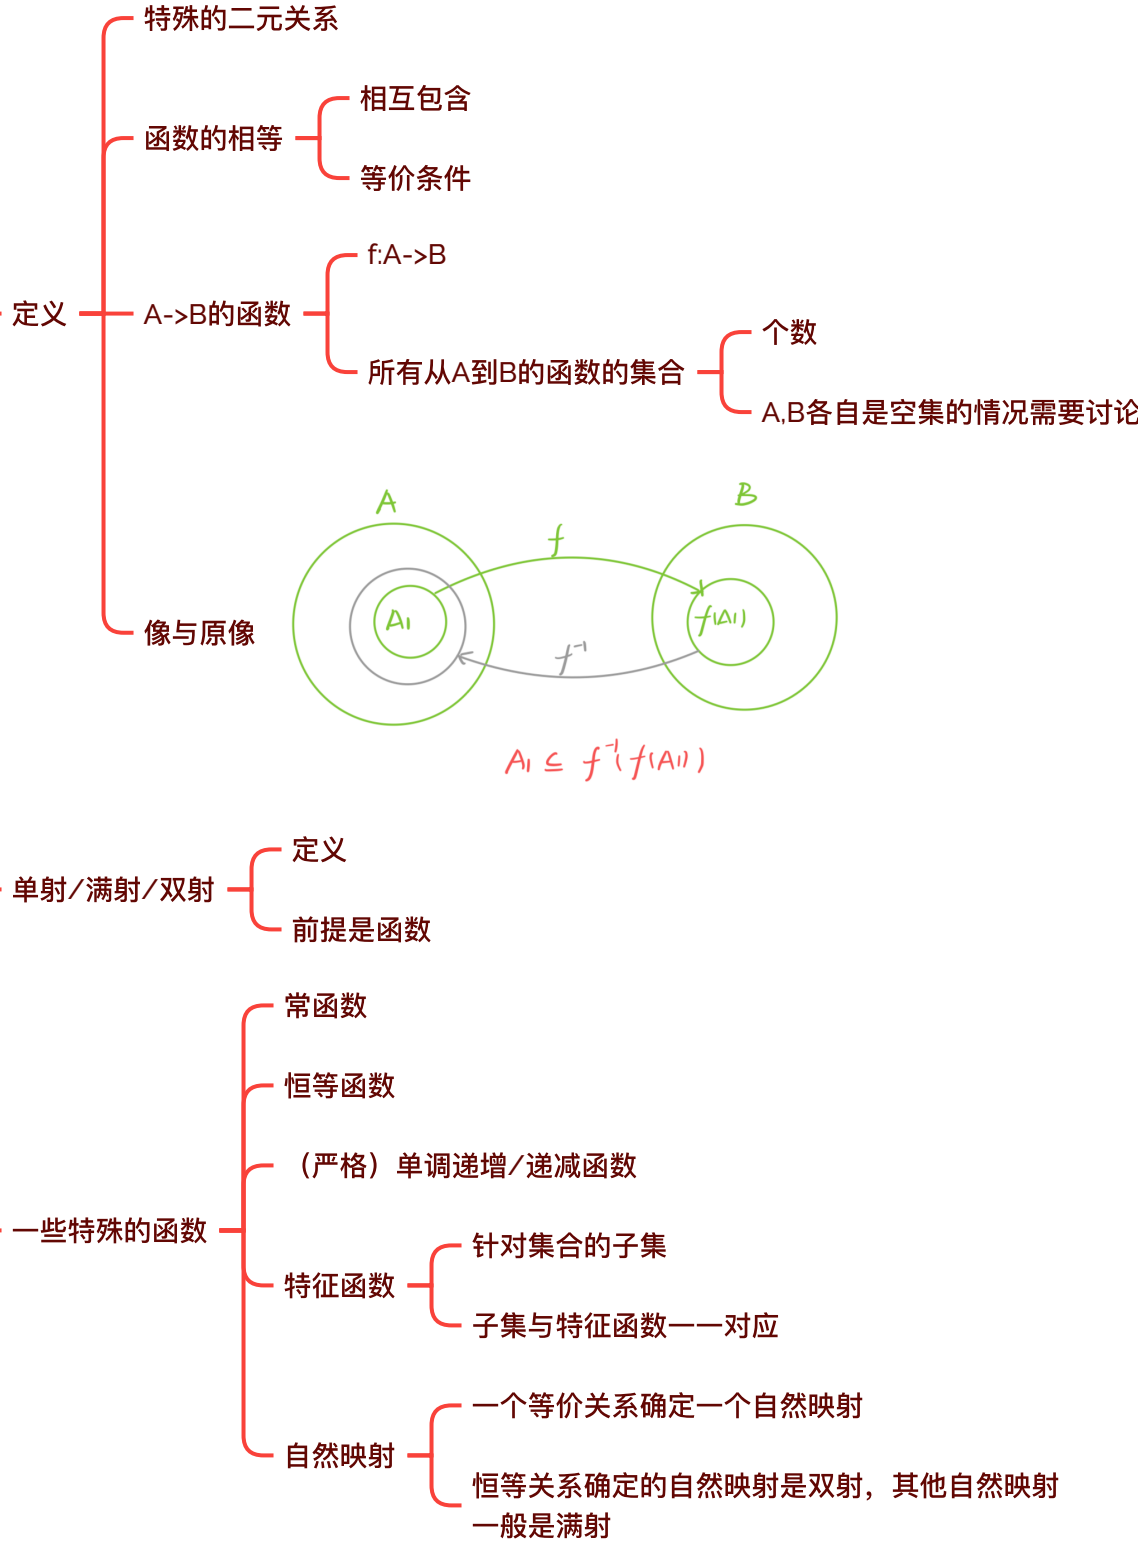 特殊的二元关系
相互包含
函数的相等
等价条件
f:A->B
定义
A->B的函数
个数
所有从A到B的函数的集合
A,B各自是空集的情况需要讨论
A
B
f
A₁
f(A₁)
像与原像
f⁻¹
A₁ ⊆ f⁻¹(f(A₁))
定义
单射/满射/双射
前提是函数
常函数
恒等函数
（严格）单调递增/递减函数
一些特殊的函数
针对集合的子集
特征函数
子集与特征函数一一对应
一个等价关系确定一个自然映射
自然映射
恒等关系确定的自然映射是双射，其他自然映射
一般是满射